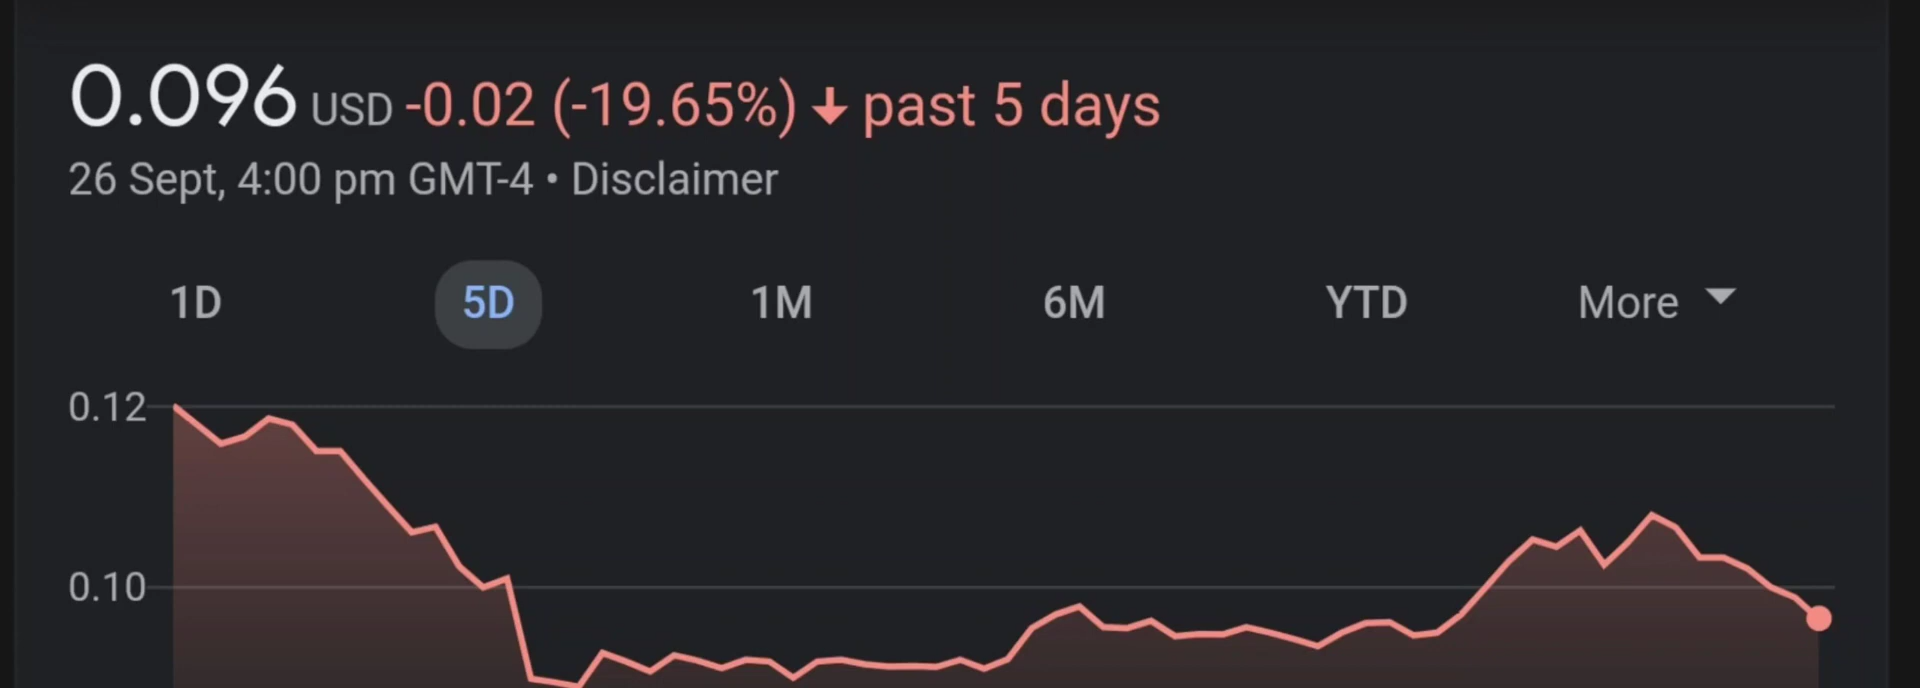 0.096 USD -0.02 (-19.65%) ↓ past 5 days
26 Sept, 4:00 pm GMT-4 • Disclaimer
1D 5D 1M 6M YTD More
0.12
0.10